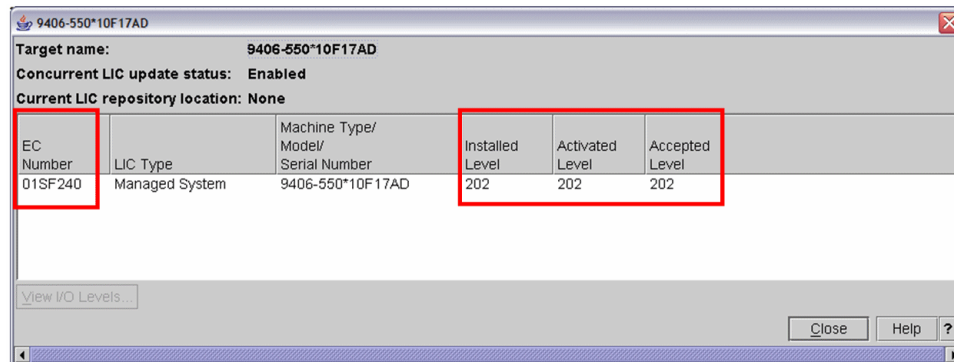 9406-550*10F17AD
Target name: 9406-550*10F17AD
Concurrent LIC update status: Enabled
Current LIC repository location: None
EC Number LIC Type Machine Type/ Model/ Serial Number Installed Level Activated Level Accepted Level
01SF240 Managed System 9406-550*10F17AD 202 202 202
View I/O Levels...
Close Help ?